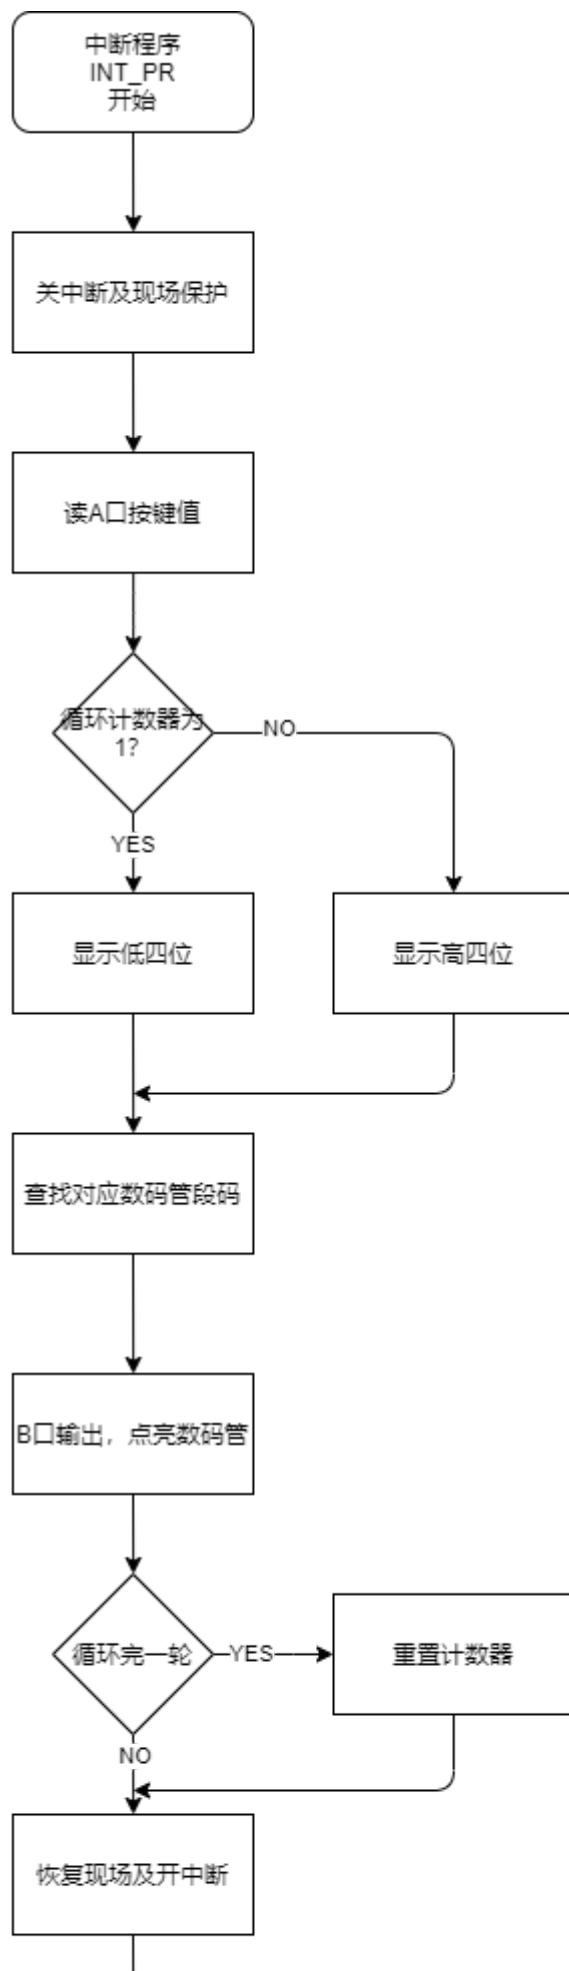 中断程序
INT_PR
开始
关中断及现场保护
读A口按键值
循环计数器为
1?
NO
YES
显示低四位
显示高四位
查找对应数码管段码
B口输出，点亮数码管
循环完一轮
YES
重置计数器
NO
恢复现场及开中断